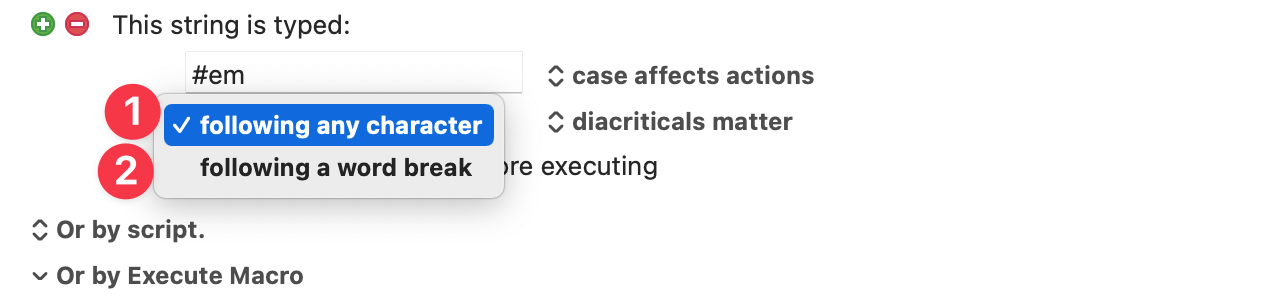 This string is typed:
#em
case affects actions
1
✓ following any character
diacriticals matter
2
following a word break
ore executing
Or by script.
Or by Execute Macro